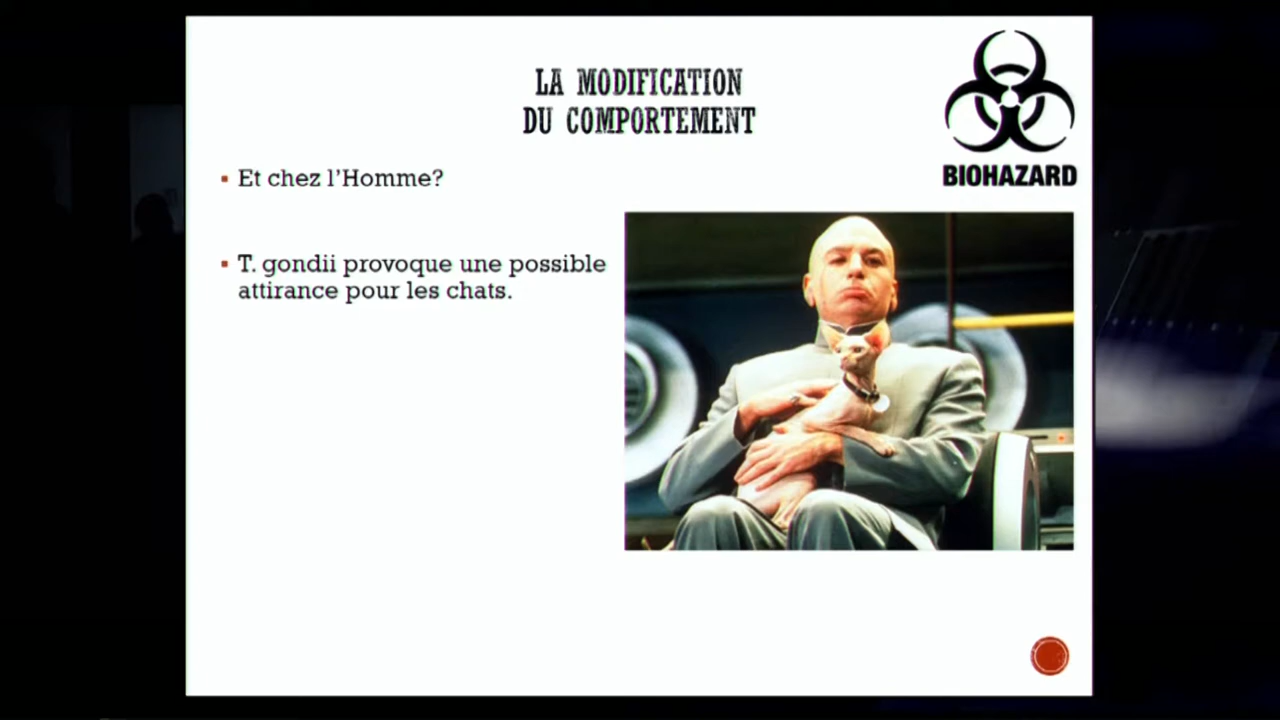 LA MODIFICATION
DU COMPORTEMENT
BIOHAZARD
Et chez l'Homme?
T. gondii provoque une possible
attirance pour les chats.